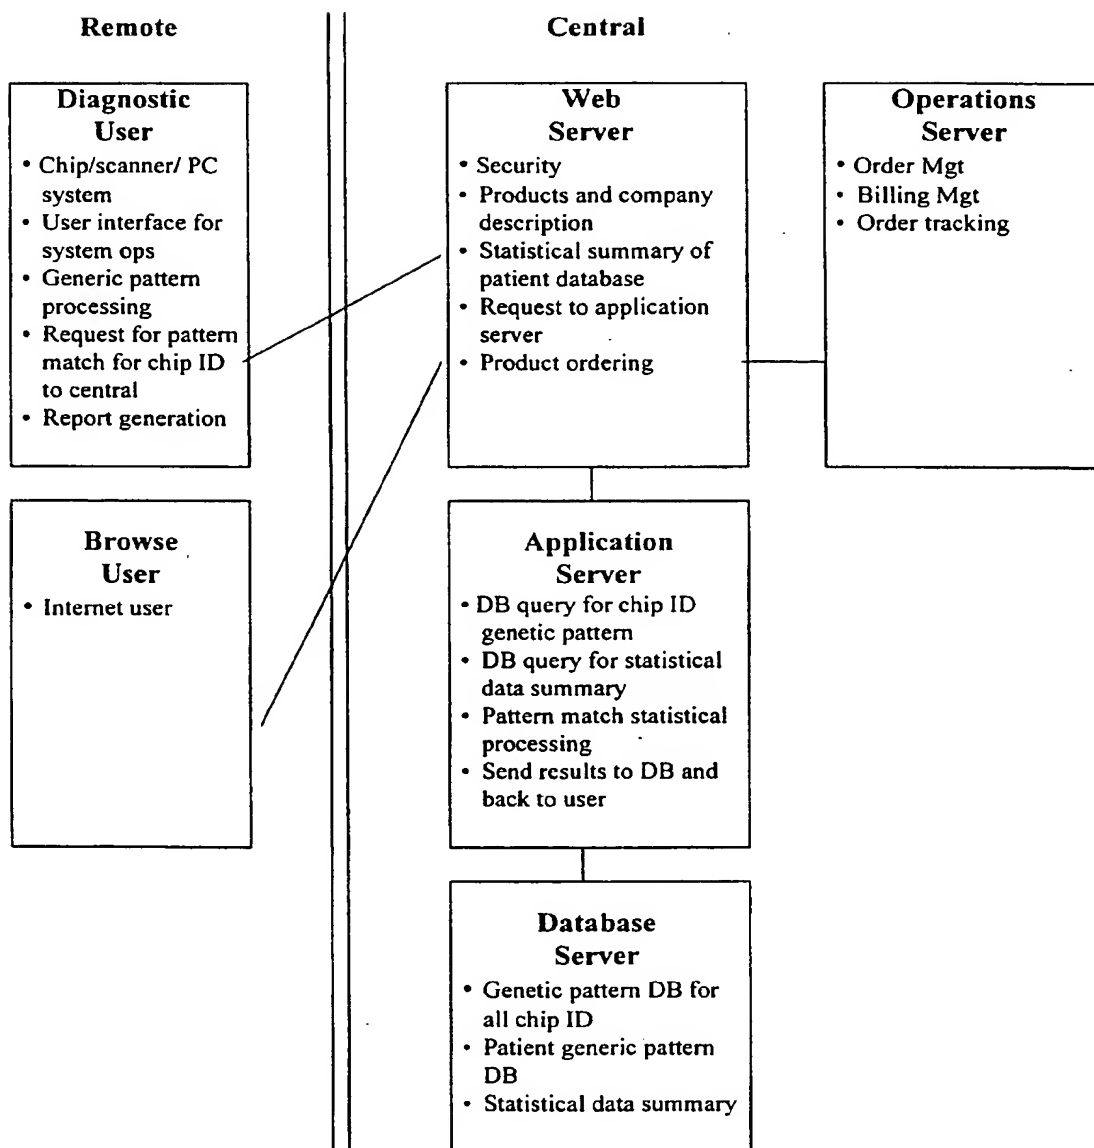 Remote
Central
Diagnostic
User
• Chip/scanner/ PC
system
• User interface for
system ops
• Generic pattern
processing
• Request for pattern
match for chip ID
to central
• Report generation
Web
Server
• Security
• Products and company
description
• Statistical summary of
patient database
• Request to application
server
• Product ordering
Operations
Server
• Order Mgt
• Billing Mgt
• Order tracking
Browse
User
• Internet user
Application
Server
• DB query for chip ID
genetic pattern
• DB query for statistical
data summary
• Pattern match statistical
processing
• Send results to DB and
back to user
Database
Server
• Genetic pattern DB for
all chip ID
• Patient generic pattern
DB
• Statistical data summary